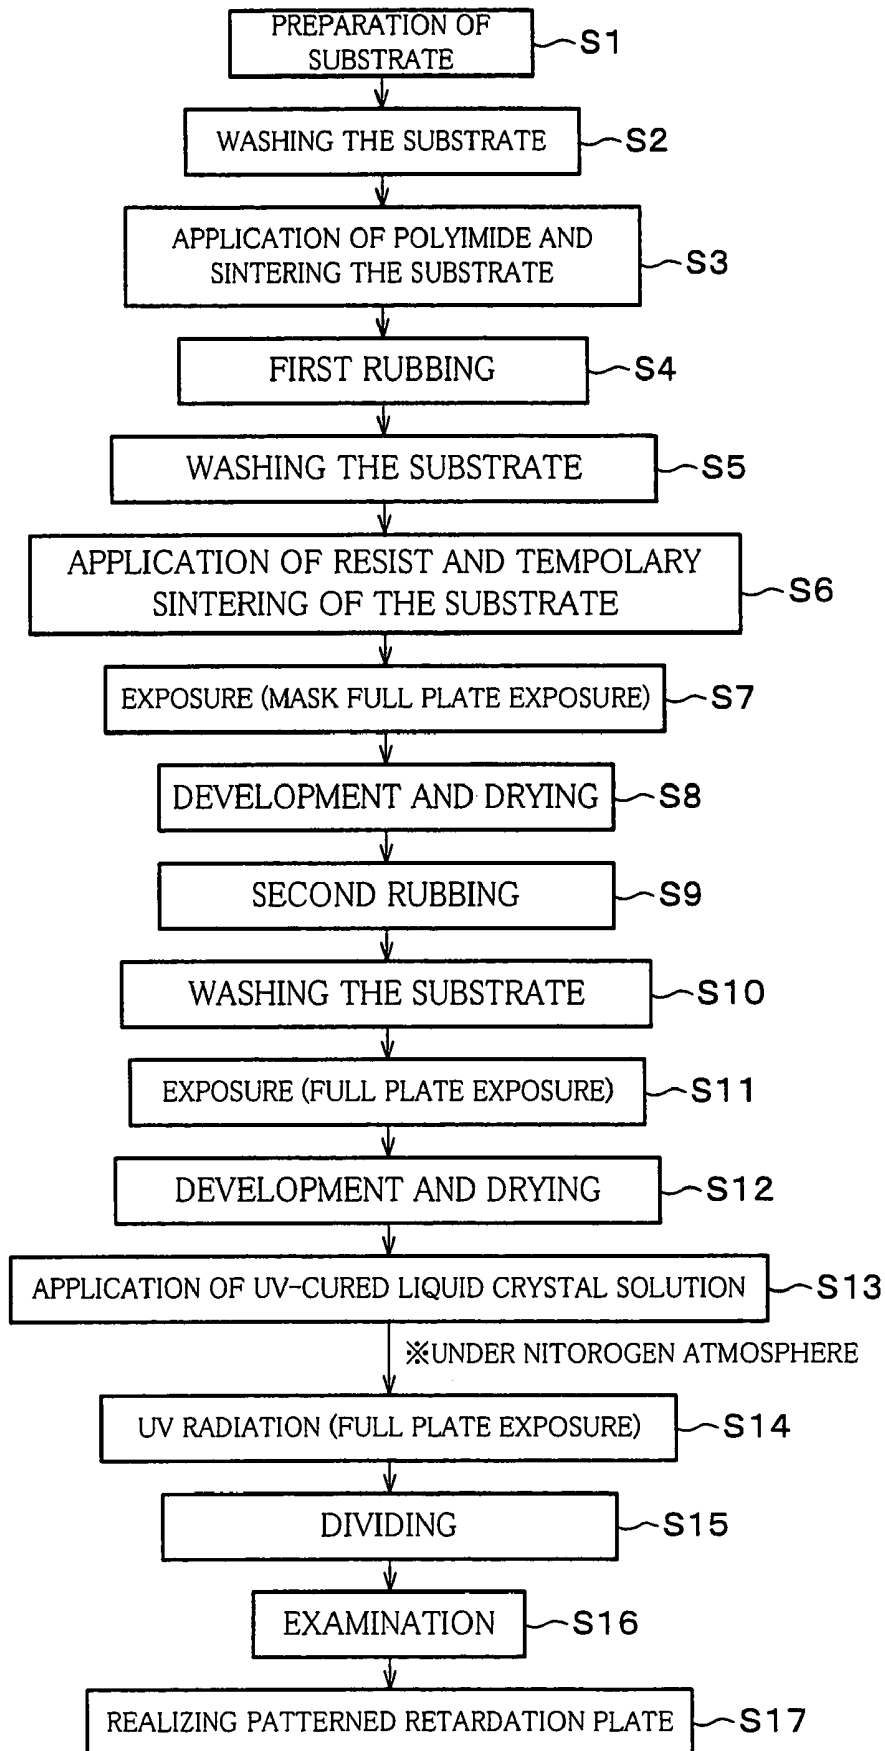 PREPARATION OF
SUBSTRATE
S1
WASHING THE SUBSTRATE
S2
APPLICATION OF POLYIMIDE AND
SINTERING THE SUBSTRATE
S3
FIRST RUBBING
S4
WASHING THE SUBSTRATE
S5
APPLICATION OF RESIST AND TEMPOLARY
SINTERING OF THE SUBSTRATE
S6
EXPOSURE (MASK FULL PLATE EXPOSURE)
S7
DEVELOPMENT AND DRYING
S8
SECOND RUBBING
S9
WASHING THE SUBSTRATE
S10
EXPOSURE (FULL PLATE EXPOSURE)
S11
DEVELOPMENT AND DRYING
S12
APPLICATION OF UV-CURED LIQUID CRYSTAL SOLUTION
S13
※UNDER NITOROGEN ATMOSPHERE
UV RADIATION (FULL PLATE EXPOSURE)
S14
DIVIDING
S15
EXAMINATION
S16
REALIZING PATTERNED RETARDATION PLATE
S17